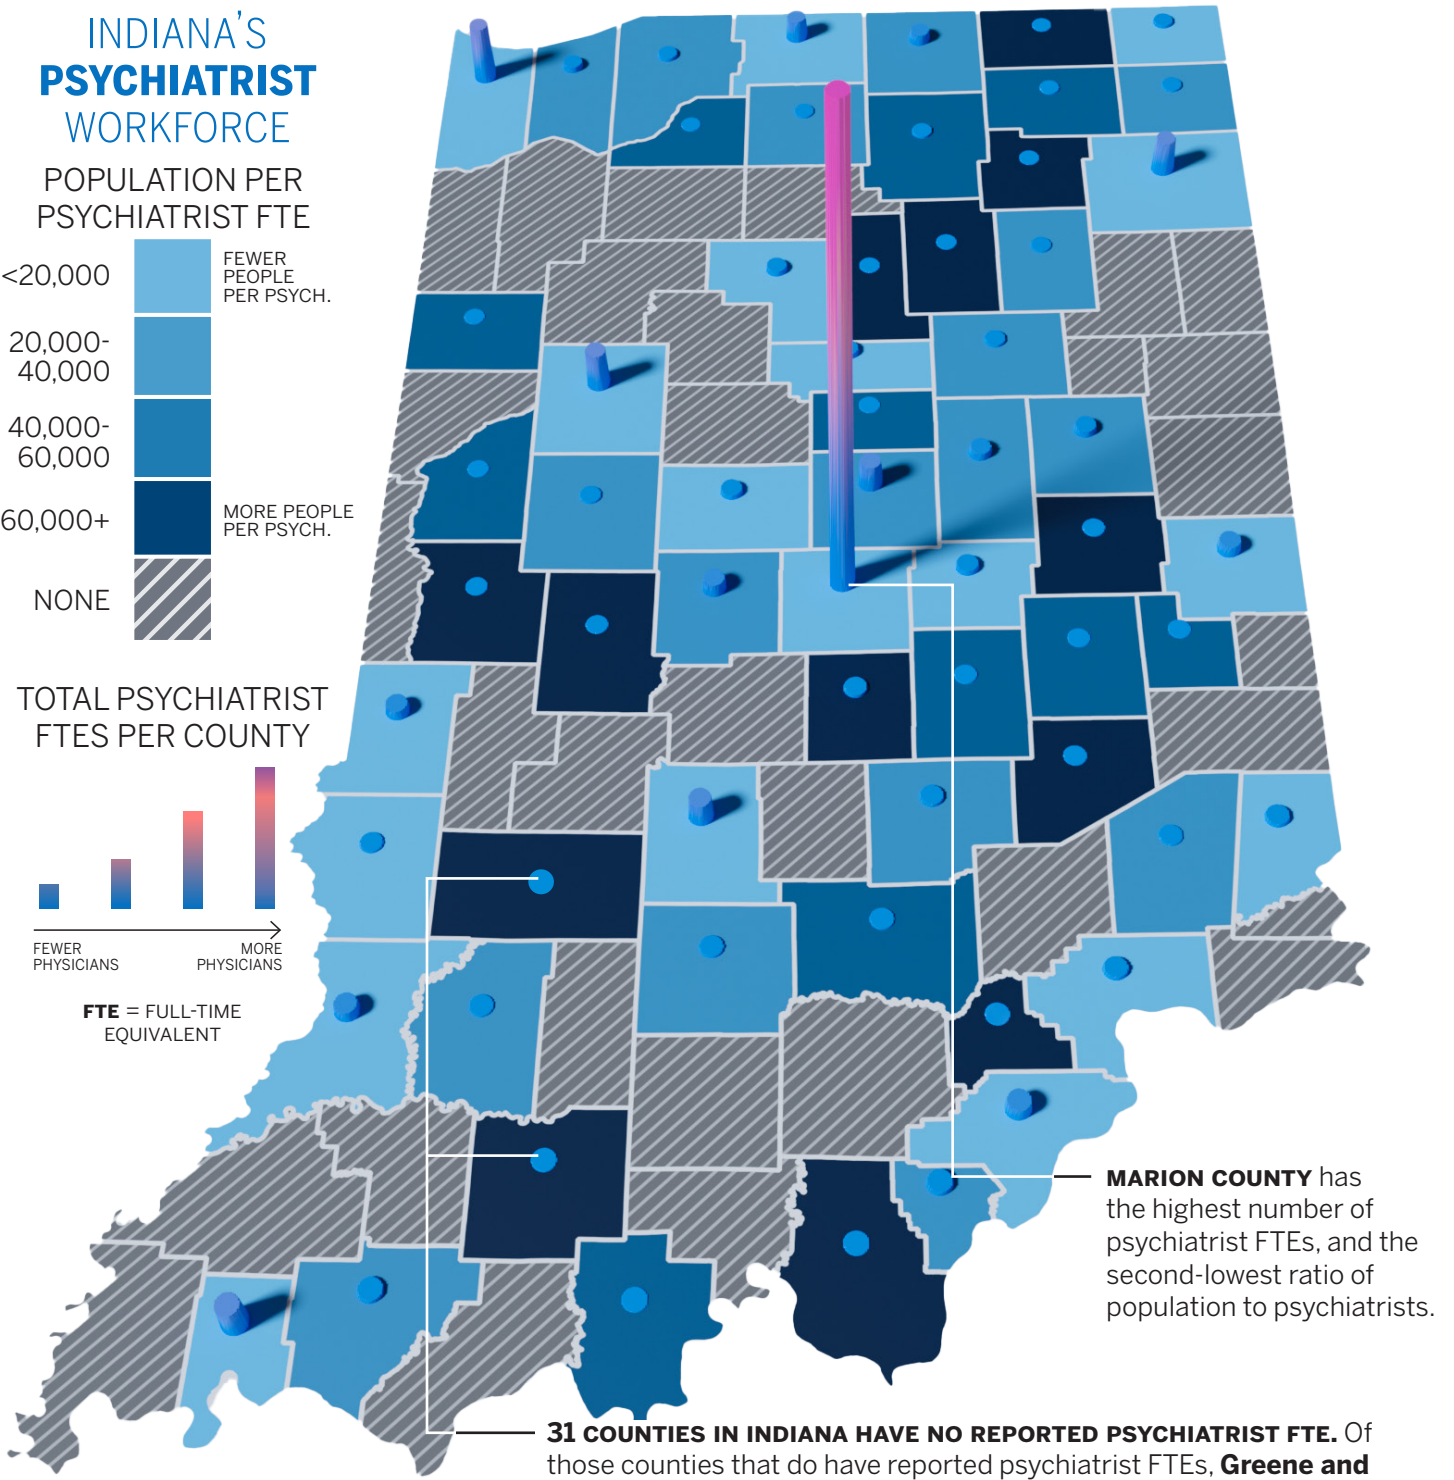 INDIANA'S
PSYCHIATRIST
WORKFORCE
POPULATION PER
PSYCHIATRIST FTE
<20,000
FEWER
PEOPLE
PER PSYCH.
20,000-
40,000
40,000-
60,000
60,000+
MORE PEOPLE
PER PSYCH.
NONE
TOTAL PSYCHIATRIST
FTES PER COUNTY
FEWER
PHYSICIANS
MORE
PHYSICIANS
FTE = FULL-TIME
EQUIVALENT
MARION COUNTY has
the highest number of
psychiatrist FTEs, and the
second-lowest ratio of
population to psychiatrists.
31 COUNTIES IN INDIANA HAVE NO REPORTED PSYCHIATRIST FTE. Of
those counties that do have reported psychiatrist FTEs, Greene and